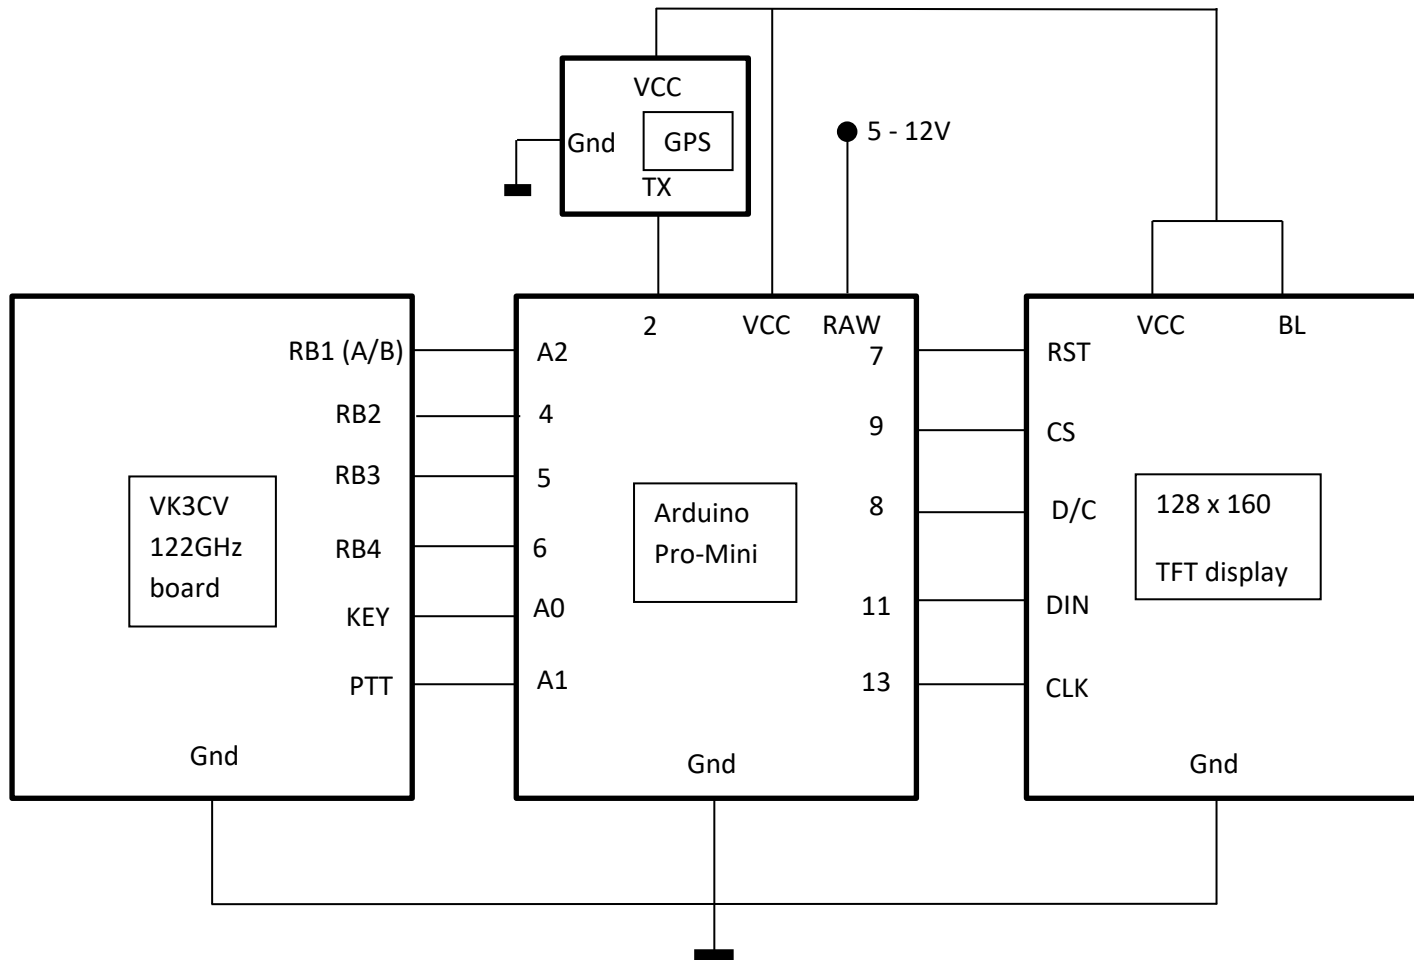 VCC
Gnd
GPS
TX
5 - 12V
RB1 (A/B)
RB2
RB3
RB4
KEY
PTT
Gnd
VK3CV
122GHz
board
2
VCC
RAW
A2
4
5
6
A0
A1
7
9
8
11
13
Arduino
Pro-Mini
Gnd
VCC
BL
RST
CS
D/C
DIN
CLK
128 x 160
TFT display
Gnd